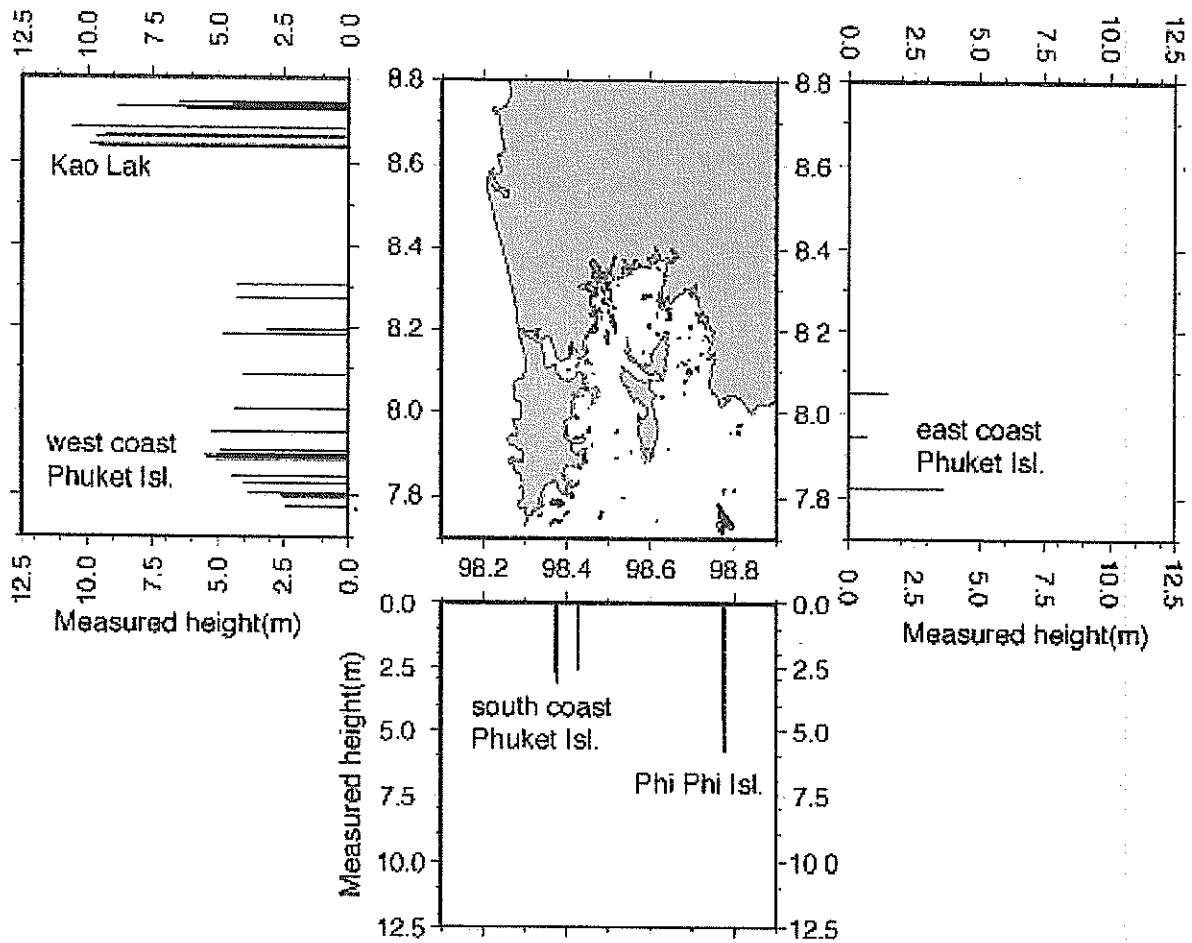 12.5 10.0 7.5 5.0 2.5 0.0
0.0 2.5 5.0 7.5 10.0 12.5
Kao Lak
west coast
Phuket Isl.
12.5 10.0 7.5 5.0 2.5 0.0
Measured height(m)
8.8
8.6
8.4
8.2
8.0
7.8
98.2 98.4 98.6 98.8
8.8
8.6
8.4
8.2
8.0
7.8
east coast
Phuket Isl.
0.0 2.5 5.0 7.5 10.0 12.5
Measured height(m)
0.0
2.5
5.0
7.5
10.0
12.5
Measured height(m)
south coast
Phuket Isl.
Phi Phi Isl.
0.0
2.5
5.0
7.5
10 0
12.5